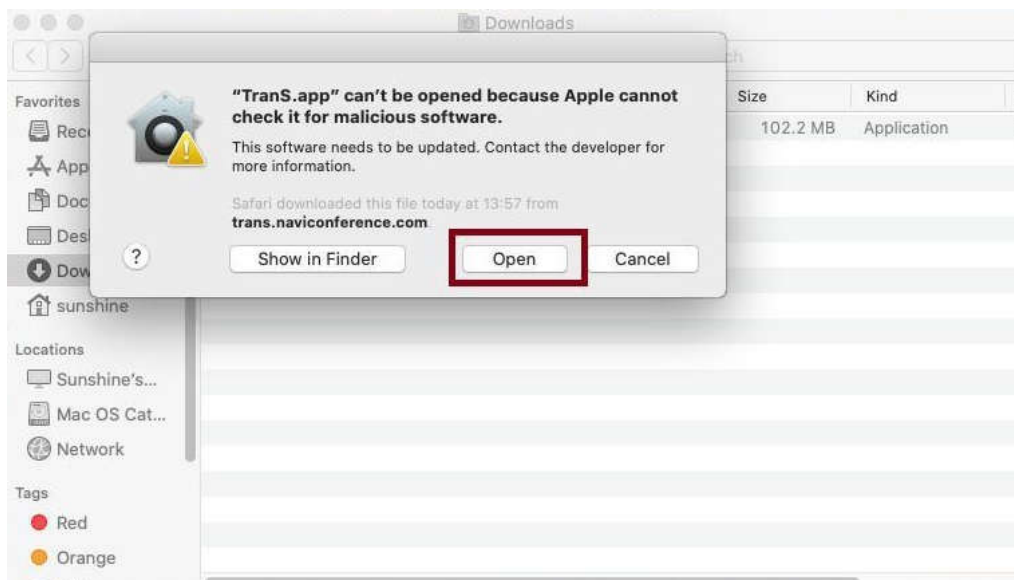 Downloads
ch
Favorites
Rec
App
Doc
Des
Dow
sunshine
Locations
Sunshine's...
Mac OS Cat...
Network
Tags
Red
Orange
Size
Kind
102.2 MB
Application
"TranS.app" can't be opened because Apple cannot
check it for malicious software.
This software needs to be updated. Contact the developer for
more information.
Safari downloaded this file today at 13:57 from
trans.naviconference.com
?
Show in Finder
Open
Cancel